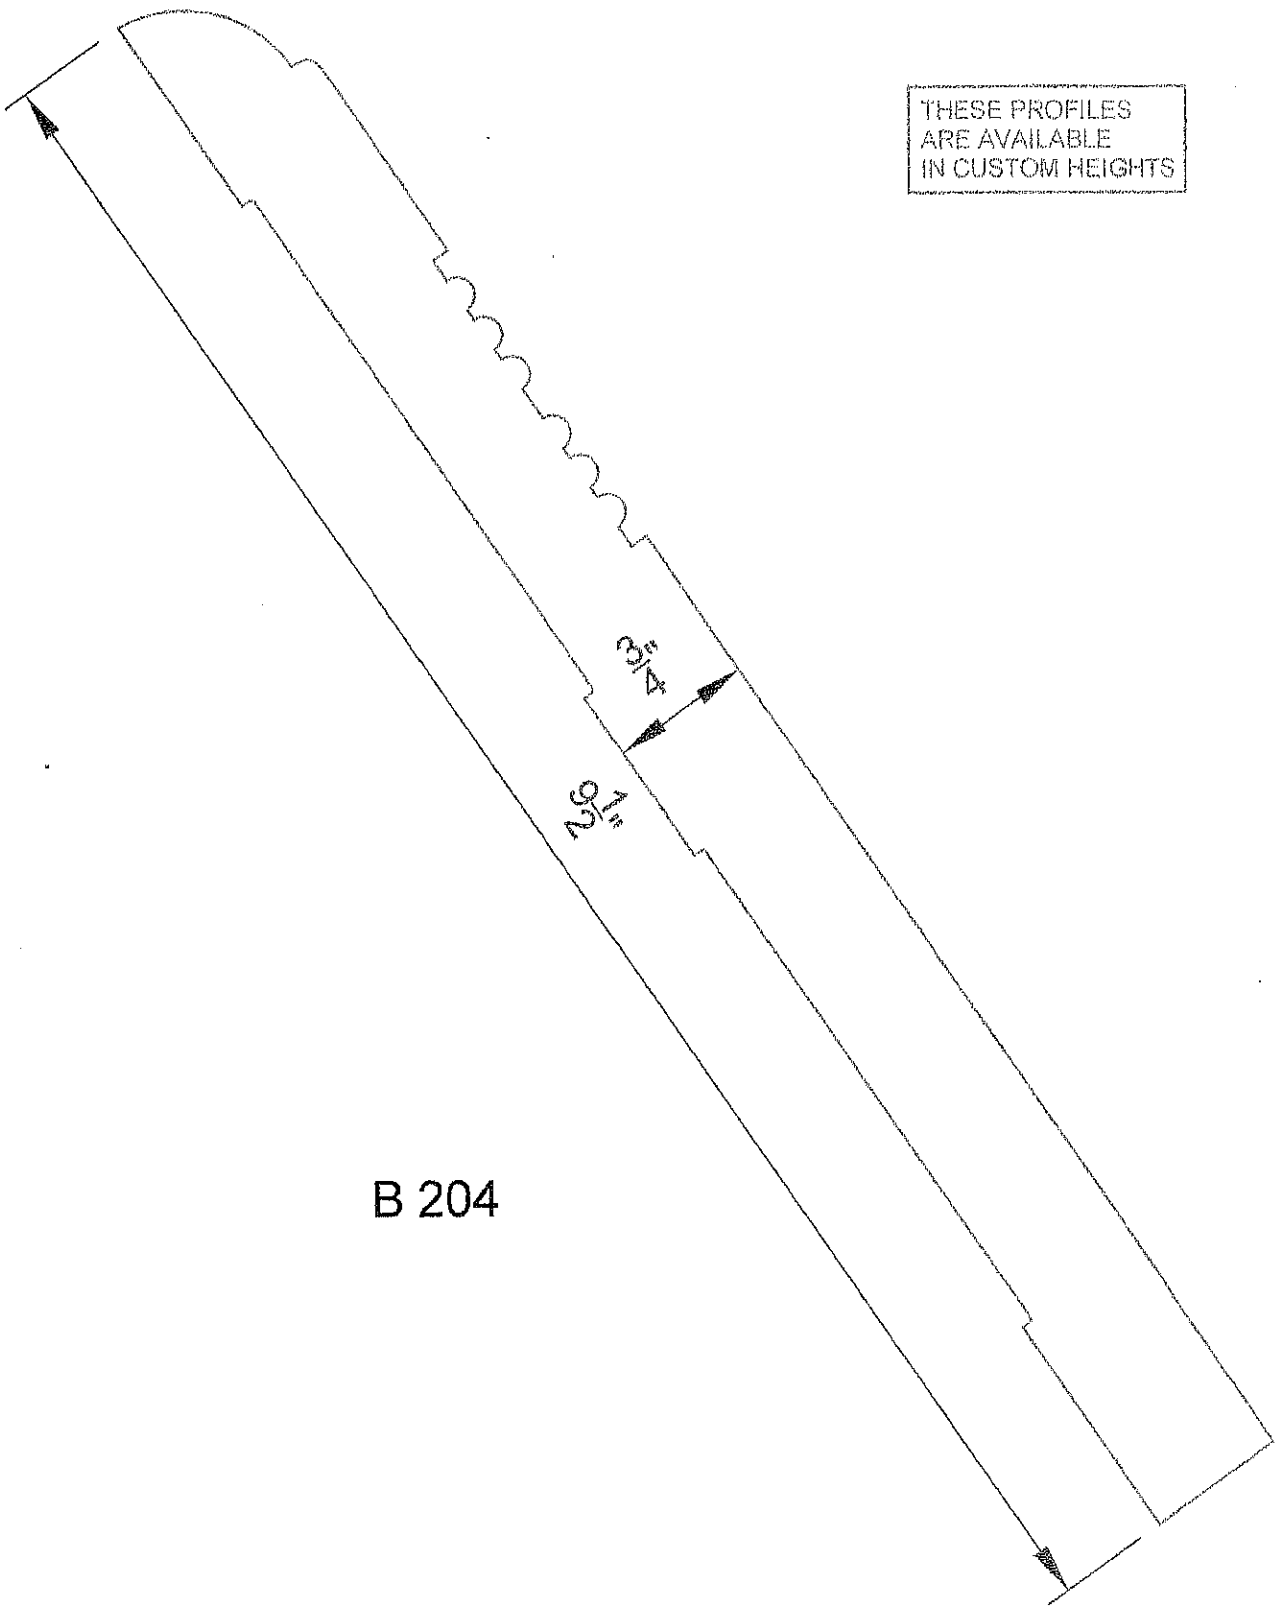 THESE PROFILES
ARE AVAILABLE
IN CUSTOM HEIGHTS
3/4"
9 1/2"
B 204